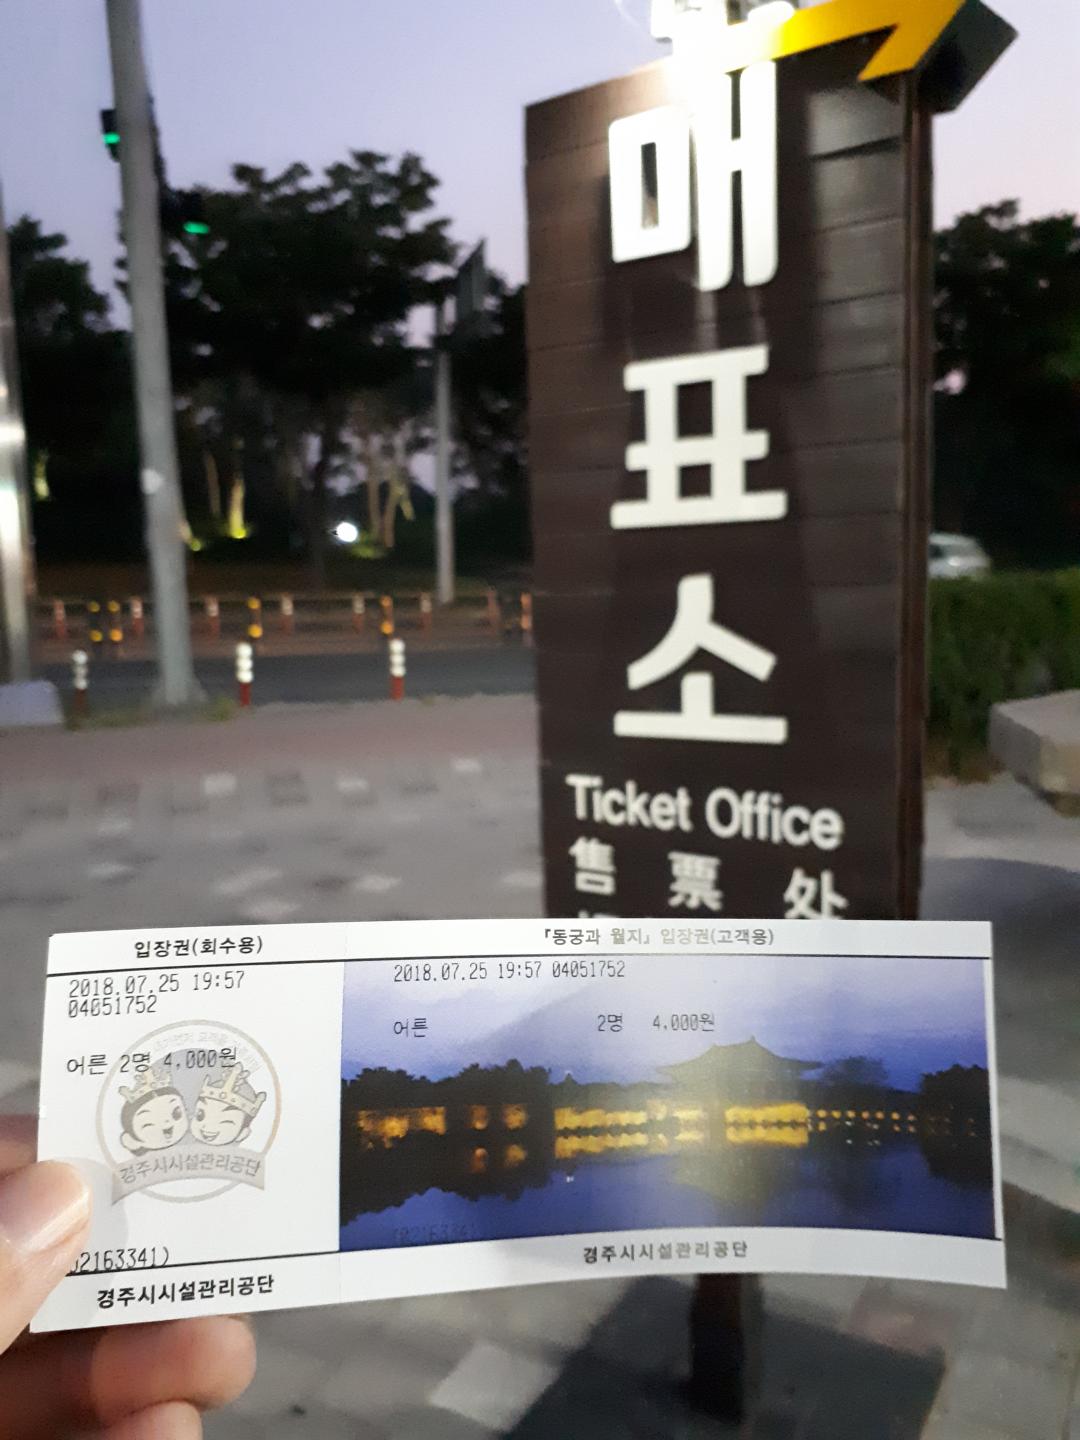 매
표
소
Ticket Office
售 票 处
입장권(회수용)
2018.07.25 19:57
04051752
어른 2명 4,000원
경주시시설관리공단
02163341)
경주시시설관리공단
『동궁과 월지』 입장권(고객용)
2018.07.25 19:57 04051752
어른 2명 4,000원
(02163341
경주시시설관리공단